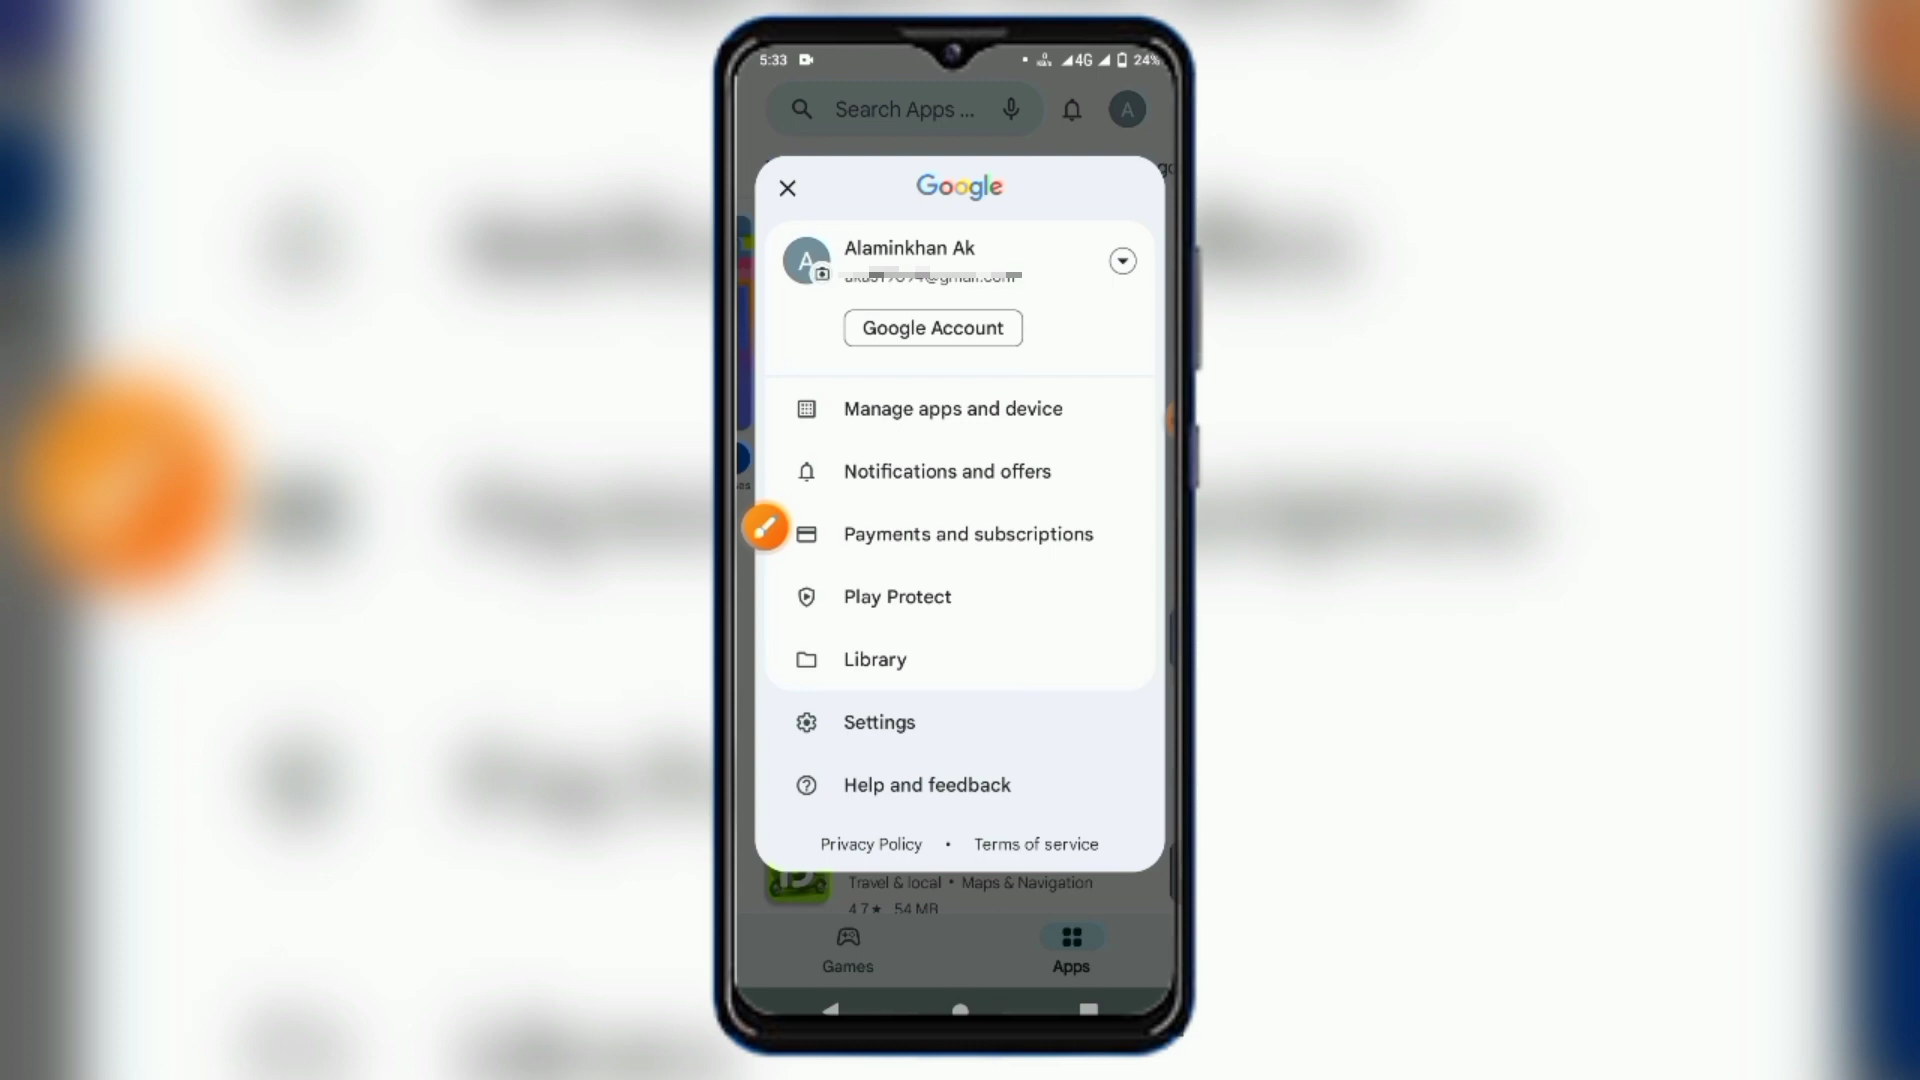 5:33
4G
24%
Search Apps ...
A
Google
Alaminkhan Ak
A
Google Account
Manage apps and device
Notifications and offers
Payments and subscriptions
Play Protect
Library
Settings
Help and feedback
Privacy Policy • Terms of service
Travel & local • Maps & Navigation
4.7★ 54 MB
Games
Apps